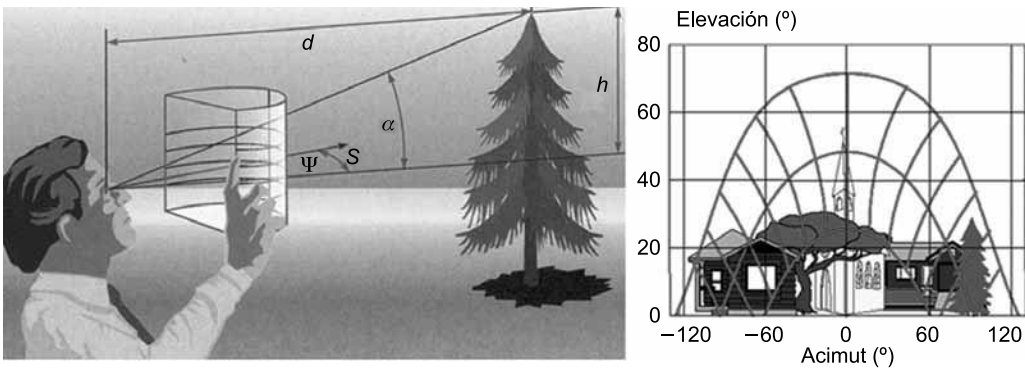 d
h
α
Ψ
S
Elevación (º)
80
60
40
20
0
–120
–60
0
60
120
Acimut (º)